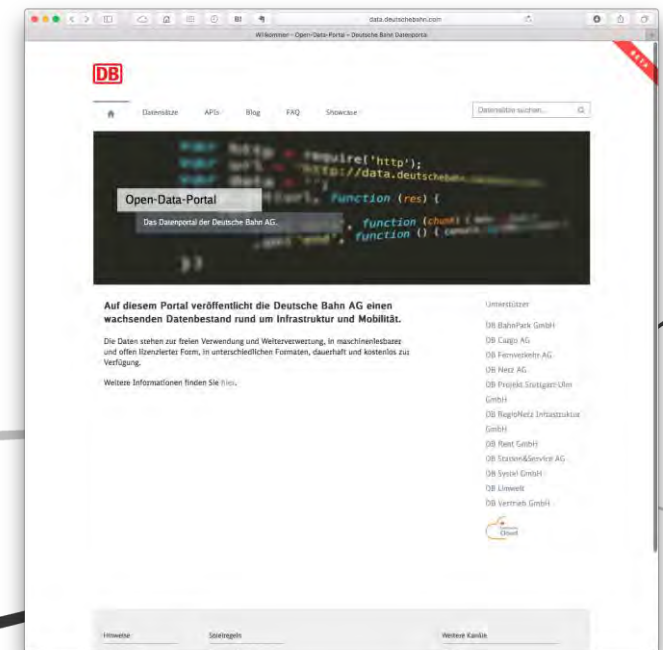 data.deutschebahn.com
Willkommen - Open-Data-Portal - Deutsche Bahn Datenportal
BETA
DB
Datensätze APIs Blog FAQ Showcase
Datensätze suchen...
require('http');
http://data.deutscheba
function (res) {
function (chunk) {
function () {
})
Open-Data-Portal
Das Datenportal der Deutsche Bahn AG.
Auf diesem Portal veröffentlicht die Deutsche Bahn AG einen
wachsenden Datenbestand rund um Infrastruktur und Mobilität.
Die Daten stehen zur freien Verwendung und Weiterverwertung, in maschinenlesbarer
und offen lizenzierter Form, in unterschiedlichen Formaten, dauerhaft und kostenlos zur
Verfügung.
Weitere Informationen finden Sie hier.
Unterstützer
DB BahnPark GmbH
DB Cargo AG
DB Fernverkehr AG
DB Netz AG
DB Projekt Stuttgart-Ulm
GmbH
DB RegioNetz Infrastruktur
GmbH
DB Rent GmbH
DB Station&Service AG
DB Systel GmbH
DB Umwelt
DB Vertrieb GmbH
Cloud
Hinweise Spielregeln Weitere Kanäle